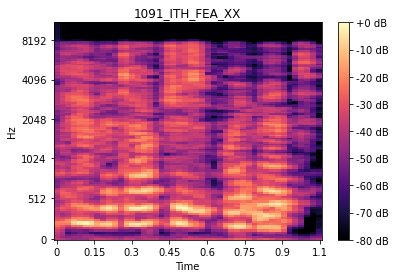 1091_ITH_FEA_XX
Hz
8192
4096
2048
1024
512
0
0 0.15 0.3 0.45 0.6 0.75 0.9 1.1
Time
+0 dB
-10 dB
-20 dB
-30 dB
-40 dB
-50 dB
-60 dB
-70 dB
-80 dB